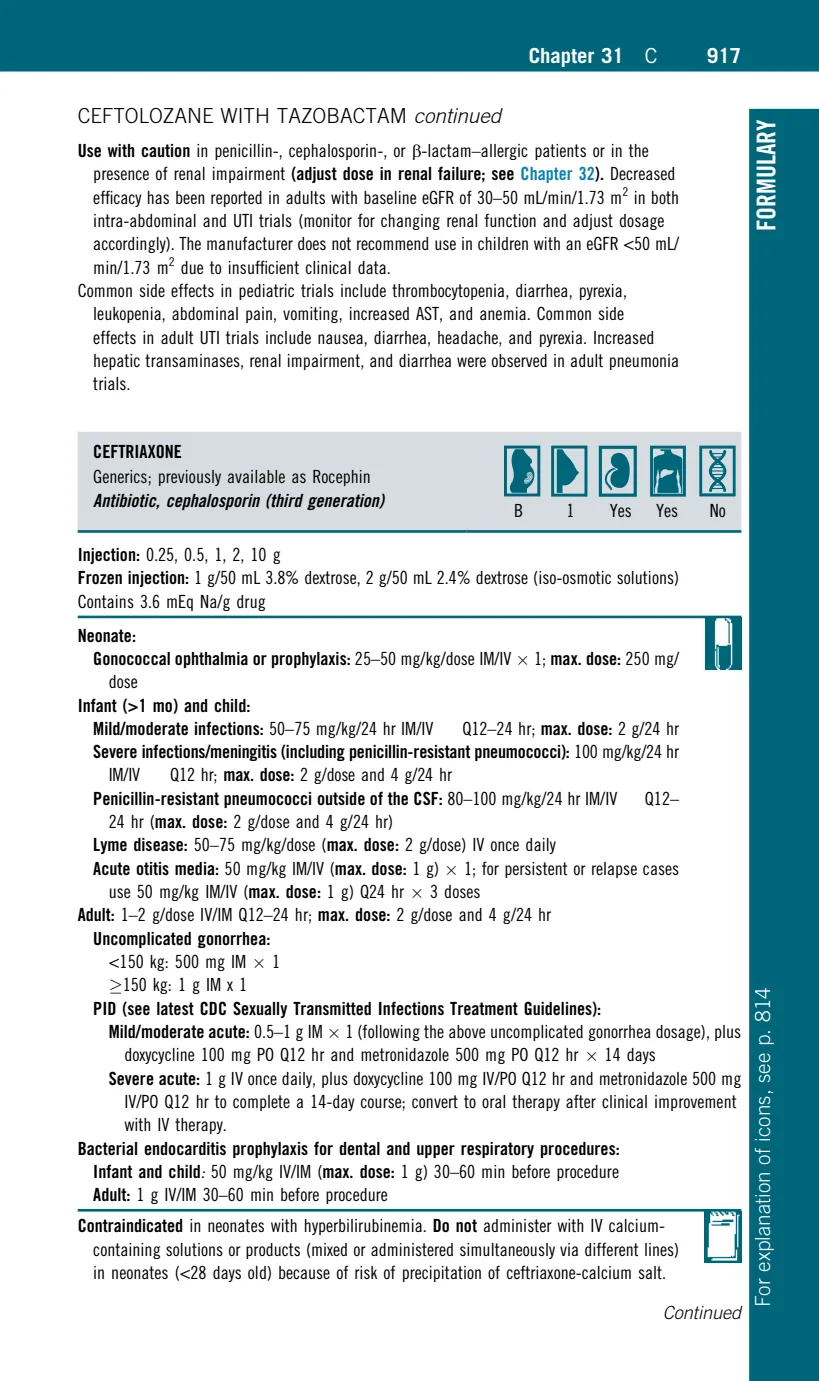 Chapter 31 C 917
CEFTOLOZANE WITH TAZOBACTAM continued
Use with caution in penicillin-, cephalosporin-, or β-lactam–allergic patients or in the
presence of renal impairment (adjust dose in renal failure; see Chapter 32). Decreased
efficacy has been reported in adults with baseline eGFR of 30–50 mL/min/1.73 m² in both
intra-abdominal and UTI trials (monitor for changing renal function and adjust dosage
accordingly). The manufacturer does not recommend use in children with an eGFR <50 mL/
min/1.73 m² due to insufficient clinical data.
Common side effects in pediatric trials include thrombocytopenia, diarrhea, pyrexia,
leukopenia, abdominal pain, vomiting, increased AST, and anemia. Common side
effects in adult UTI trials include nausea, diarrhea, headache, and pyrexia. Increased
hepatic transaminases, renal impairment, and diarrhea were observed in adult pneumonia
trials.
CEFTRIAXONE
Generics; previously available as Rocephin
Antibiotic, cephalosporin (third generation)
B 1 Yes Yes No
Injection: 0.25, 0.5, 1, 2, 10 g
Frozen injection: 1 g/50 mL 3.8% dextrose, 2 g/50 mL 2.4% dextrose (iso-osmotic solutions)
Contains 3.6 mEq Na/g drug
Neonate:
Gonococcal ophthalmia or prophylaxis: 25–50 mg/kg/dose IM/IV × 1; max. dose: 250 mg/
dose
Infant (>1 mo) and child:
Mild/moderate infections: 50–75 mg/kg/24 hr IM/IV Q12–24 hr; max. dose: 2 g/24 hr
Severe infections/meningitis (including penicillin-resistant pneumococci): 100 mg/kg/24 hr
IM/IV Q12 hr; max. dose: 2 g/dose and 4 g/24 hr
Penicillin-resistant pneumococci outside of the CSF: 80–100 mg/kg/24 hr IM/IV Q12–
24 hr (max. dose: 2 g/dose and 4 g/24 hr)
Lyme disease: 50–75 mg/kg/dose (max. dose: 2 g/dose) IV once daily
Acute otitis media: 50 mg/kg IM/IV (max. dose: 1 g) × 1; for persistent or relapse cases
use 50 mg/kg IM/IV (max. dose: 1 g) Q24 hr × 3 doses
Adult: 1–2 g/dose IV/IM Q12–24 hr; max. dose: 2 g/dose and 4 g/24 hr
Uncomplicated gonorrhea:
<150 kg: 500 mg IM × 1
≥150 kg: 1 g IM x 1
PID (see latest CDC Sexually Transmitted Infections Treatment Guidelines):
Mild/moderate acute: 0.5–1 g IM × 1 (following the above uncomplicated gonorrhea dosage), plus
doxycycline 100 mg PO Q12 hr and metronidazole 500 mg PO Q12 hr × 14 days
Severe acute: 1 g IV once daily, plus doxycycline 100 mg IV/PO Q12 hr and metronidazole 500 mg
IV/PO Q12 hr to complete a 14-day course; convert to oral therapy after clinical improvement
with IV therapy.
Bacterial endocarditis prophylaxis for dental and upper respiratory procedures:
Infant and child: 50 mg/kg IV/IM (max. dose: 1 g) 30–60 min before procedure
Adult: 1 g IV/IM 30–60 min before procedure
Contraindicated in neonates with hyperbilirubinemia. Do not administer with IV calcium-
containing solutions or products (mixed or administered simultaneously via different lines)
in neonates (<28 days old) because of risk of precipitation of ceftriaxone-calcium salt.
Continued
FORMULARY
For explanation of icons, see p. 814